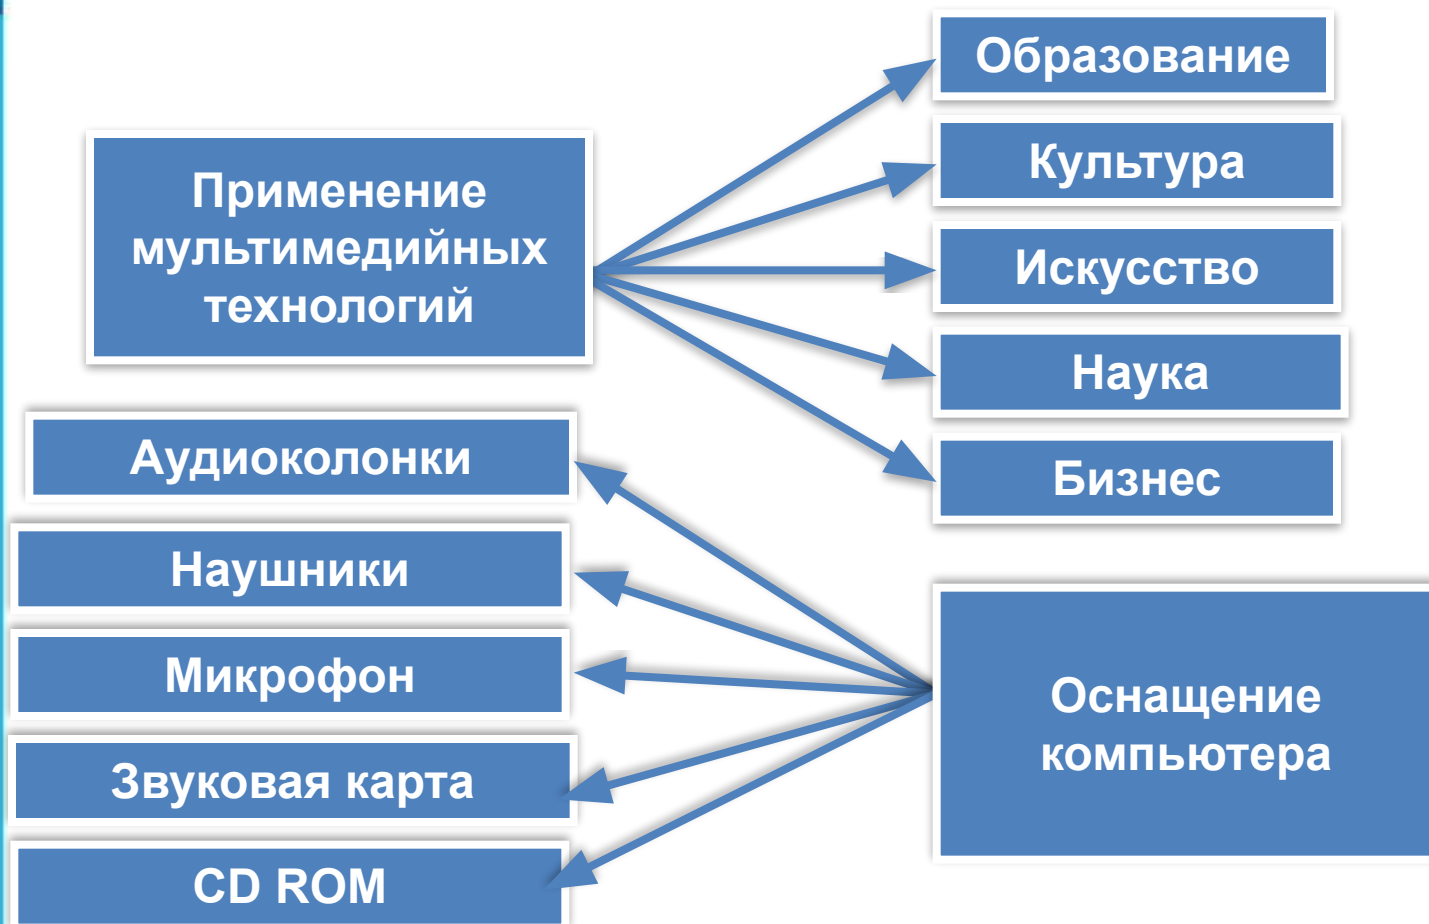 Применение
мультимедийных
технологий
Образование
Культура
Искусство
Наука
Бизнес
Аудиоколонки
Наушники
Микрофон
Звуковая карта
CD ROM
Оснащение
компьютера